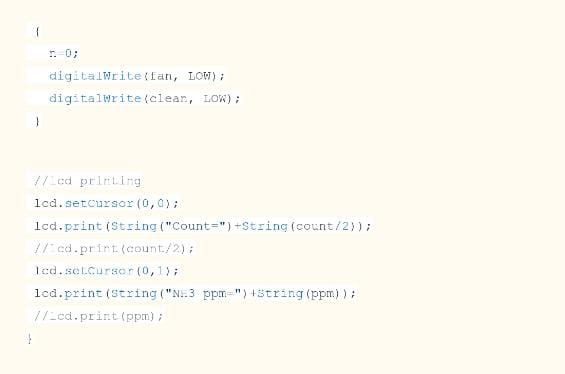 {
n=0;
digitalWrite(fan, LOW);
digitalWrite(clean, LOW);
}
//lcd printing
lcd.setCursor(0,0);
lcd.print(String("Count=")+String(count/2));
//lcd.print(count/2);
lcd.setCursor(0,1);
lcd.print(String("NH3 ppm=")+String(ppm));
//lcd.print(ppm);
}